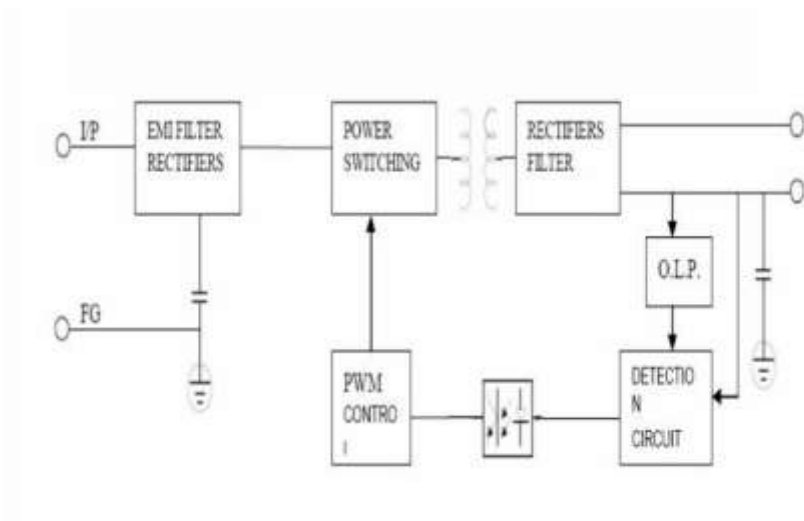 I/P
EMI FILTER
RECTIFIERS
POWER
SWITCHING
RECTIFIERS
FILTER
O.L.P.
FG
PWM
CONTRO
l
DETECTIO
N
CIRCUIT